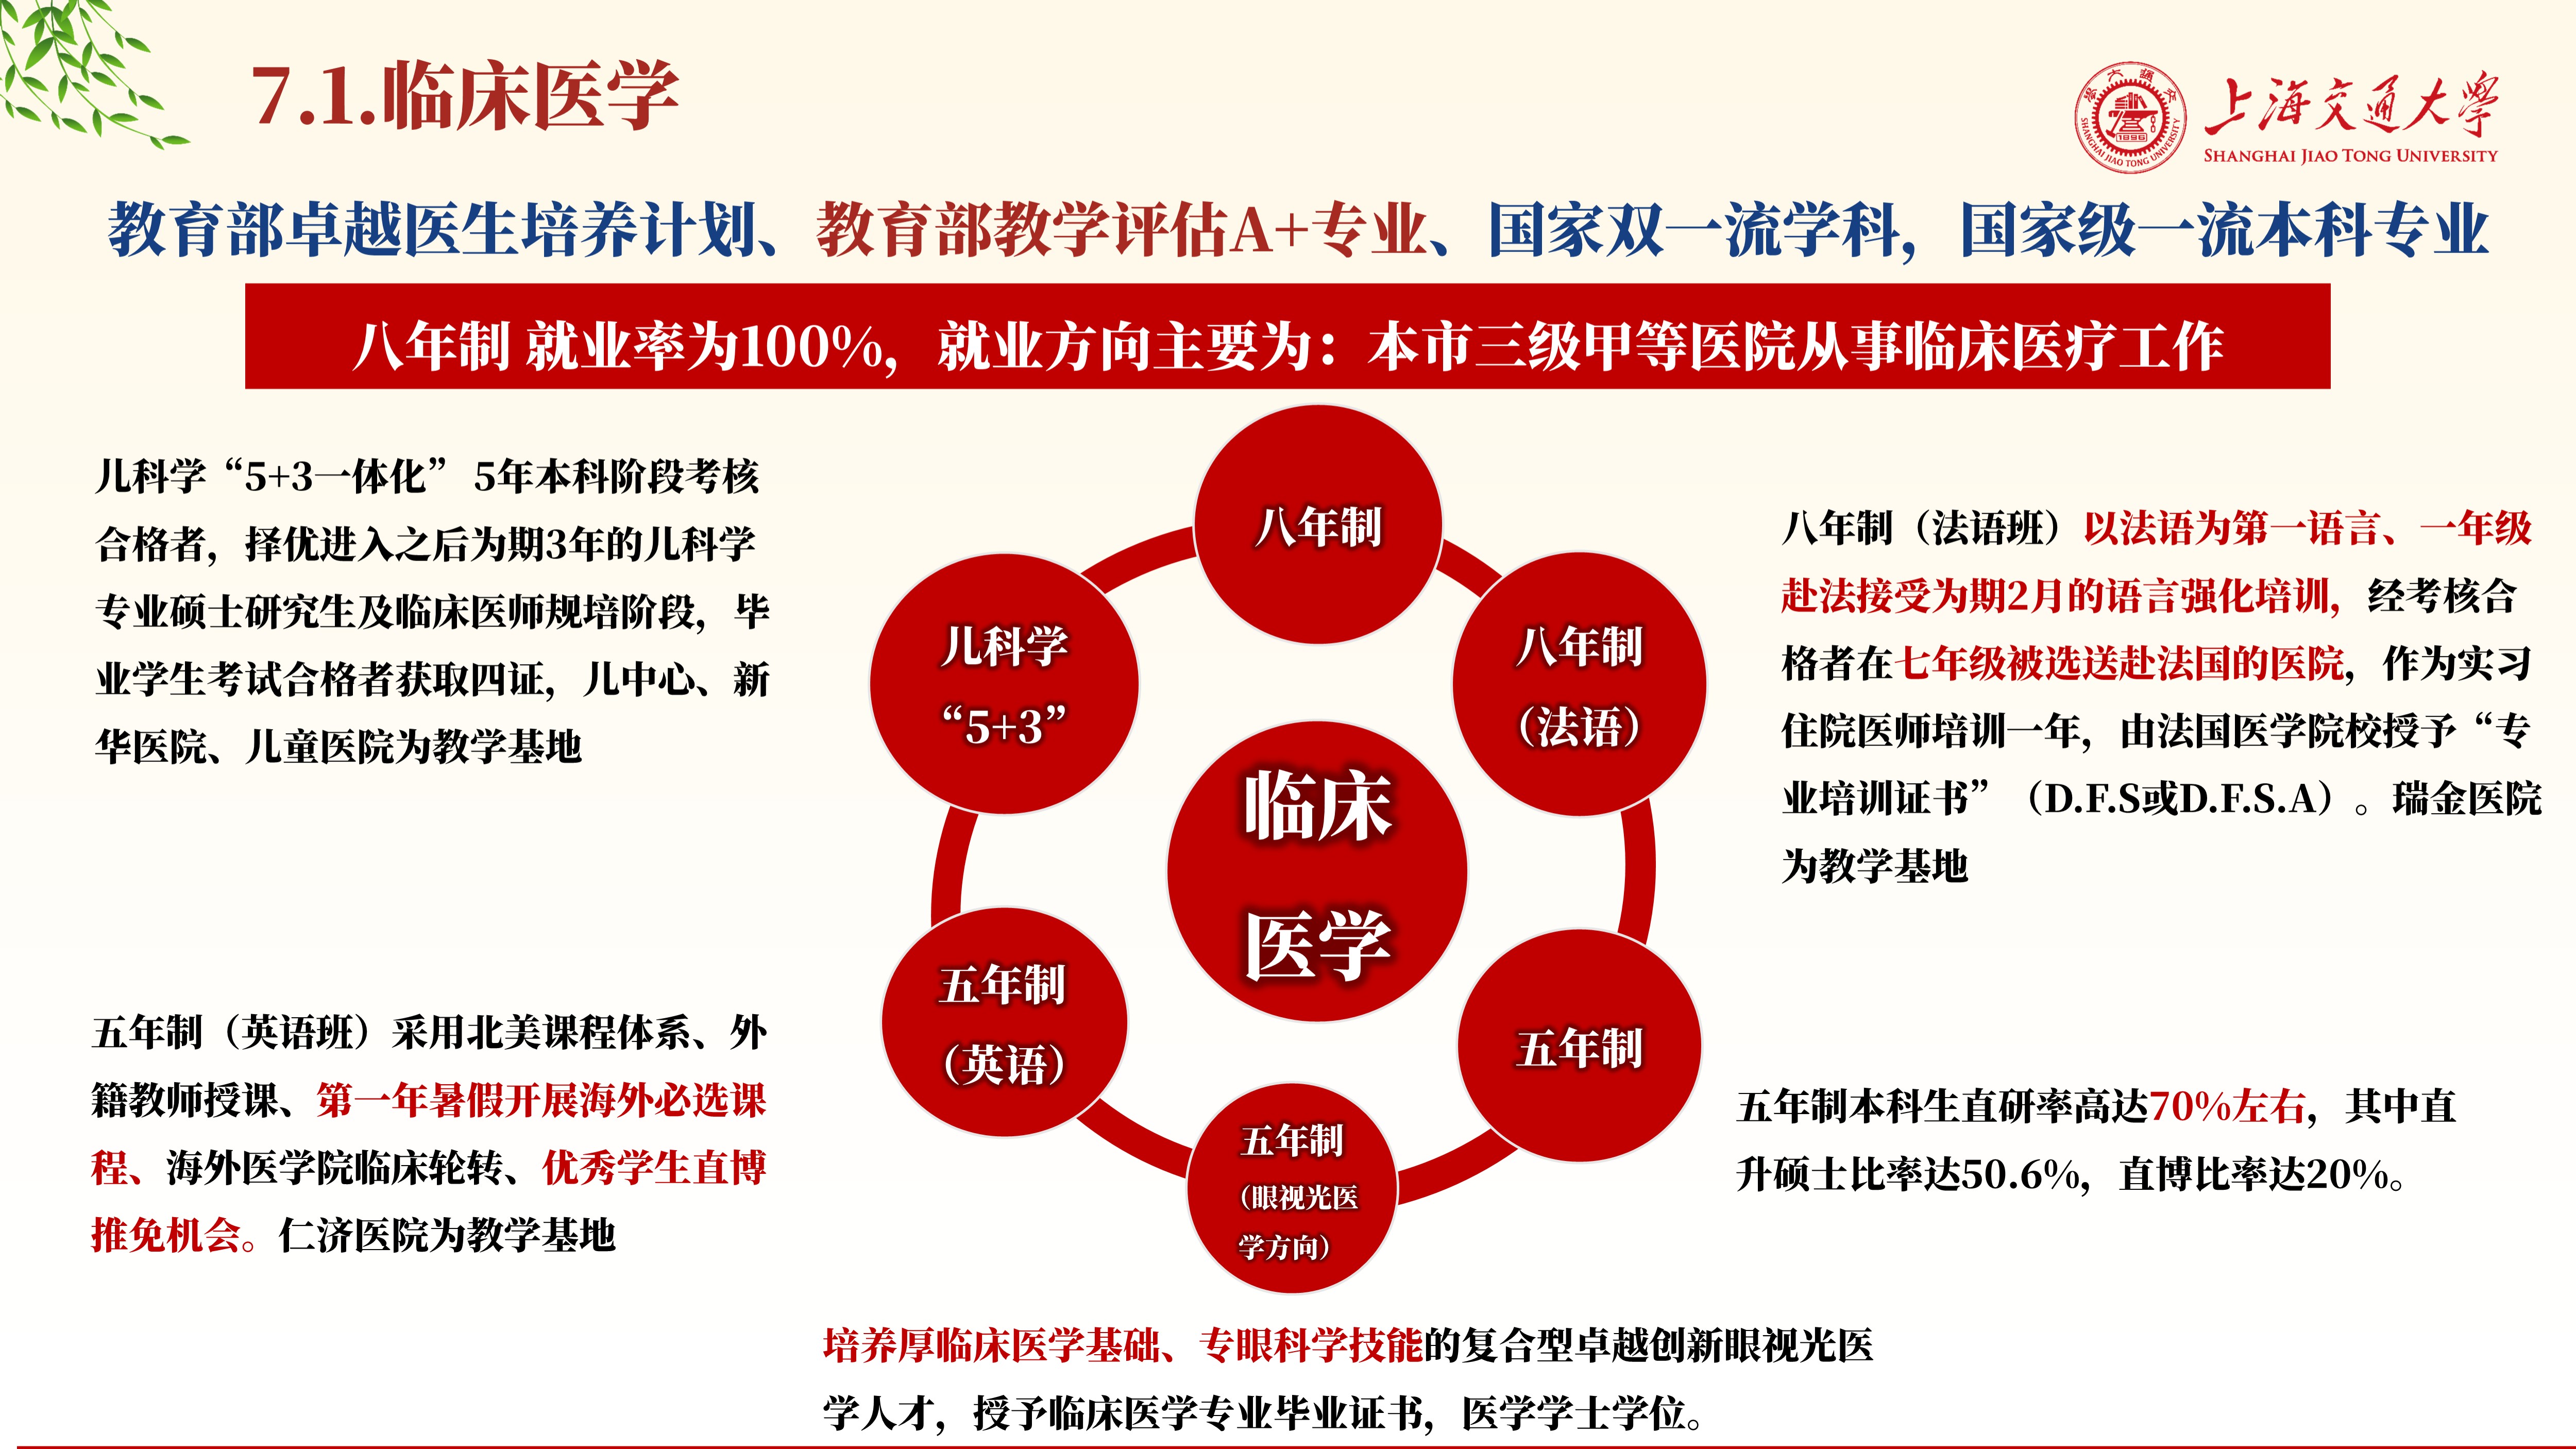 7.1.临床医学
上海交通大学
SHANGHAI JIAO TONG UNIVERSITY
1896
SHANGHAI JIAO TONG UNIVERSITY
教育部卓越医生培养计划、教育部教学评估A+专业、国家双一流学科，国家级一流本科专业
八年制 就业率为100%，就业方向主要为：本市三级甲等医院从事临床医疗工作
儿科学“5+3一体化” 5年本科阶段考核
合格者，择优进入之后为期3年的儿科学
专业硕士研究生及临床医师规培阶段，毕
业学生考试合格者获取四证，儿中心、新
华医院、儿童医院为教学基地
八年制
八年制
（法语）
儿科学
“5+3”
临床
医学
五年制
（英语）
五年制
五年制
（眼视光医
学方向）
八年制（法语班）以法语为第一语言、一年级
赴法接受为期2月的语言强化培训，经考核合
格者在七年级被选送赴法国的医院，作为实习
住院医师培训一年，由法国医学院校授予“专
业培训证书”（D.F.S或D.F.S.A）。瑞金医院
为教学基地
五年制（英语班）采用北美课程体系、外
籍教师授课、第一年暑假开展海外必选课
程、海外医学院临床轮转、优秀学生直博
推免机会。仁济医院为教学基地
五年制本科生直研率高达70%左右，其中直
升硕士比率达50.6%，直博比率达20%。
培养厚临床医学基础、专眼科学技能的复合型卓越创新眼视光医
学人才，授予临床医学专业毕业证书，医学学士学位。